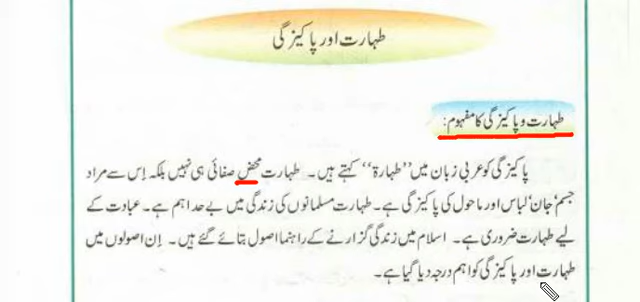 طہارت اور پاکیزگی
طہارت و پاکیزگی کا مفہوم:
پاکیزگی کو عربی زبان میں ’’طہارۃ‘‘ کہتے ہیں۔ طہارت محض صفائی ہی نہیں بلکہ اِس سے مراد
جسم‘ جان‘ لباس اور ماحول کی پاکیزگی ہے۔ طہارت مسلمانوں کی زندگی میں بے حد اہم ہے۔ عبادت کے
لیے طہارت ضروری ہے۔ اسلام میں زندگی گزارنے کے راہنما اصول بتائے گئے ہیں۔ اِن اصولوں میں
طہارت اور پاکیزگی کو اہم درجہ دیا گیا ہے۔